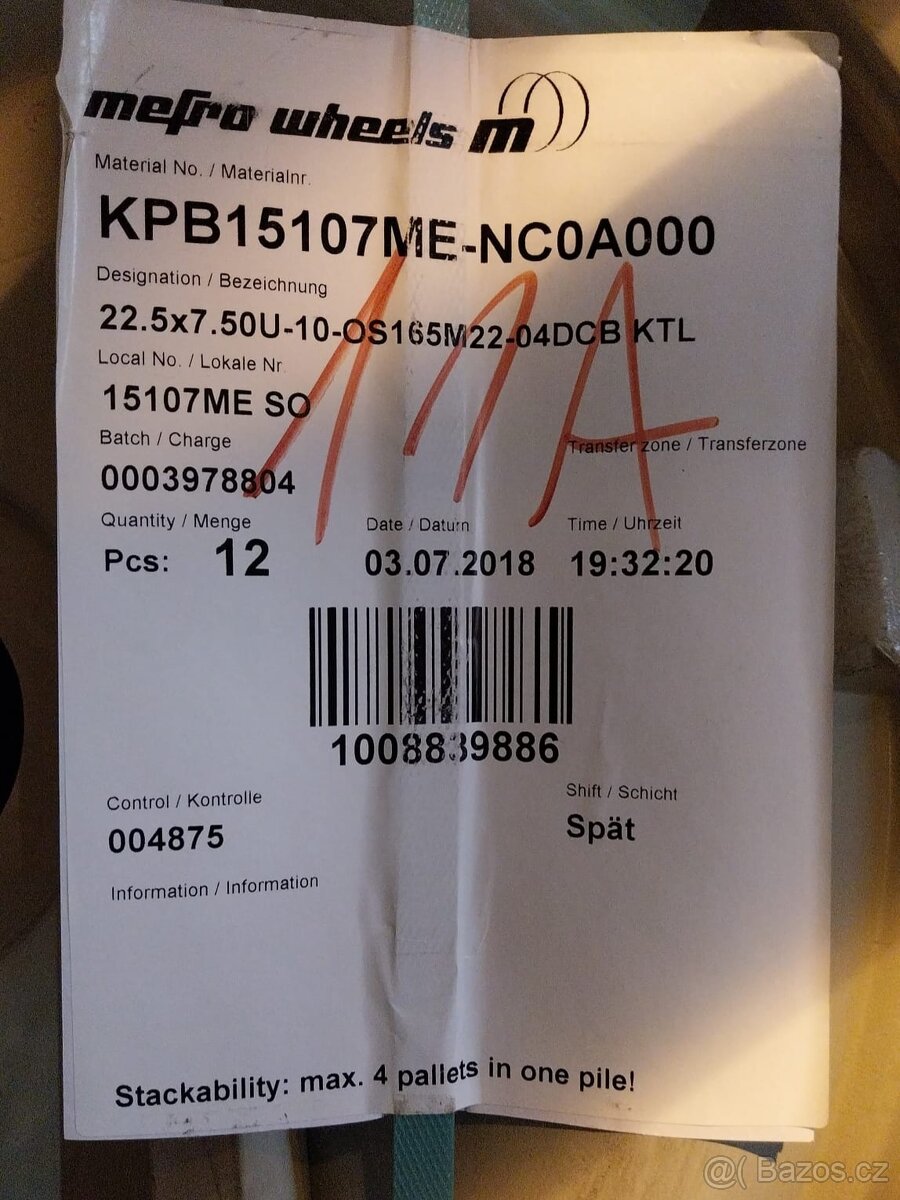 mefro wheels m
Material No. / Materialnr.
KPB15107ME-NC0A000
Designation / Bezeichnung
22.5x7.50U-10-OS165M22-04DCB KTL
Local No. / Lokale Nr
15107ME SO
Batch / Charge
Transfer zone / Transferzone
0003978804
11A
Quantity / Menge
Date / Datum
Time / Uhrzeit
Pcs: 12
03.07.2018
19:32:20
1008839886
Control / Kontrolle
Shift / Schicht
004875
Spät
Information / Information
Stackability: max. 4 pallets in one pile!
@( Bazos.cz